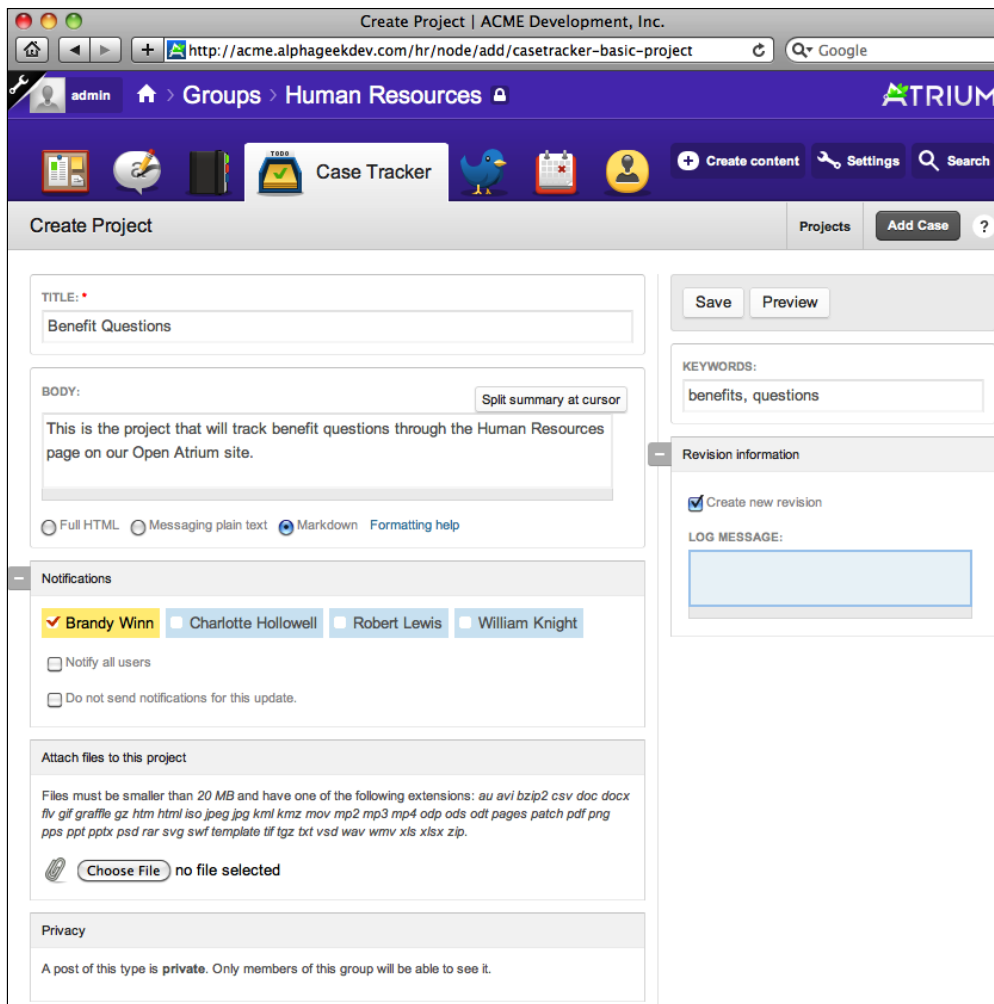 Create Project | ACME Development, Inc.
http://acme.alphageekdev.com/hr/node/add/casetracker-basic-project
Google
admin
Groups › Human Resources
ATRIUM
TODO
Case Tracker
Create content
Settings
Search
Create Project
Projects
Add Case
?
TITLE: *
Benefit Questions
Save
Preview
BODY:
Split summary at cursor
This is the project that will track benefit questions through the Human Resources
page on our Open Atrium site.
Full HTML
Messaging plain text
Markdown
Formatting help
KEYWORDS:
benefits, questions
Revision information
Create new revision
LOG MESSAGE:
Notifications
Brandy Winn
Charlotte Hollowell
Robert Lewis
William Knight
Notify all users
Do not send notifications for this update.
Attach files to this project
Files must be smaller than 20 MB and have one of the following extensions: au avi bzip2 csv doc docx
flv gif graffle gz htm html iso jpeg jpg kml kmz mov mp2 mp3 mp4 odp ods odt pages patch pdf png
pps ppt pptx psd rar svg swf template tif tgz txt vsd wav wmv xls xlsx zip.
Choose File no file selected
Privacy
A post of this type is private. Only members of this group will be able to see it.